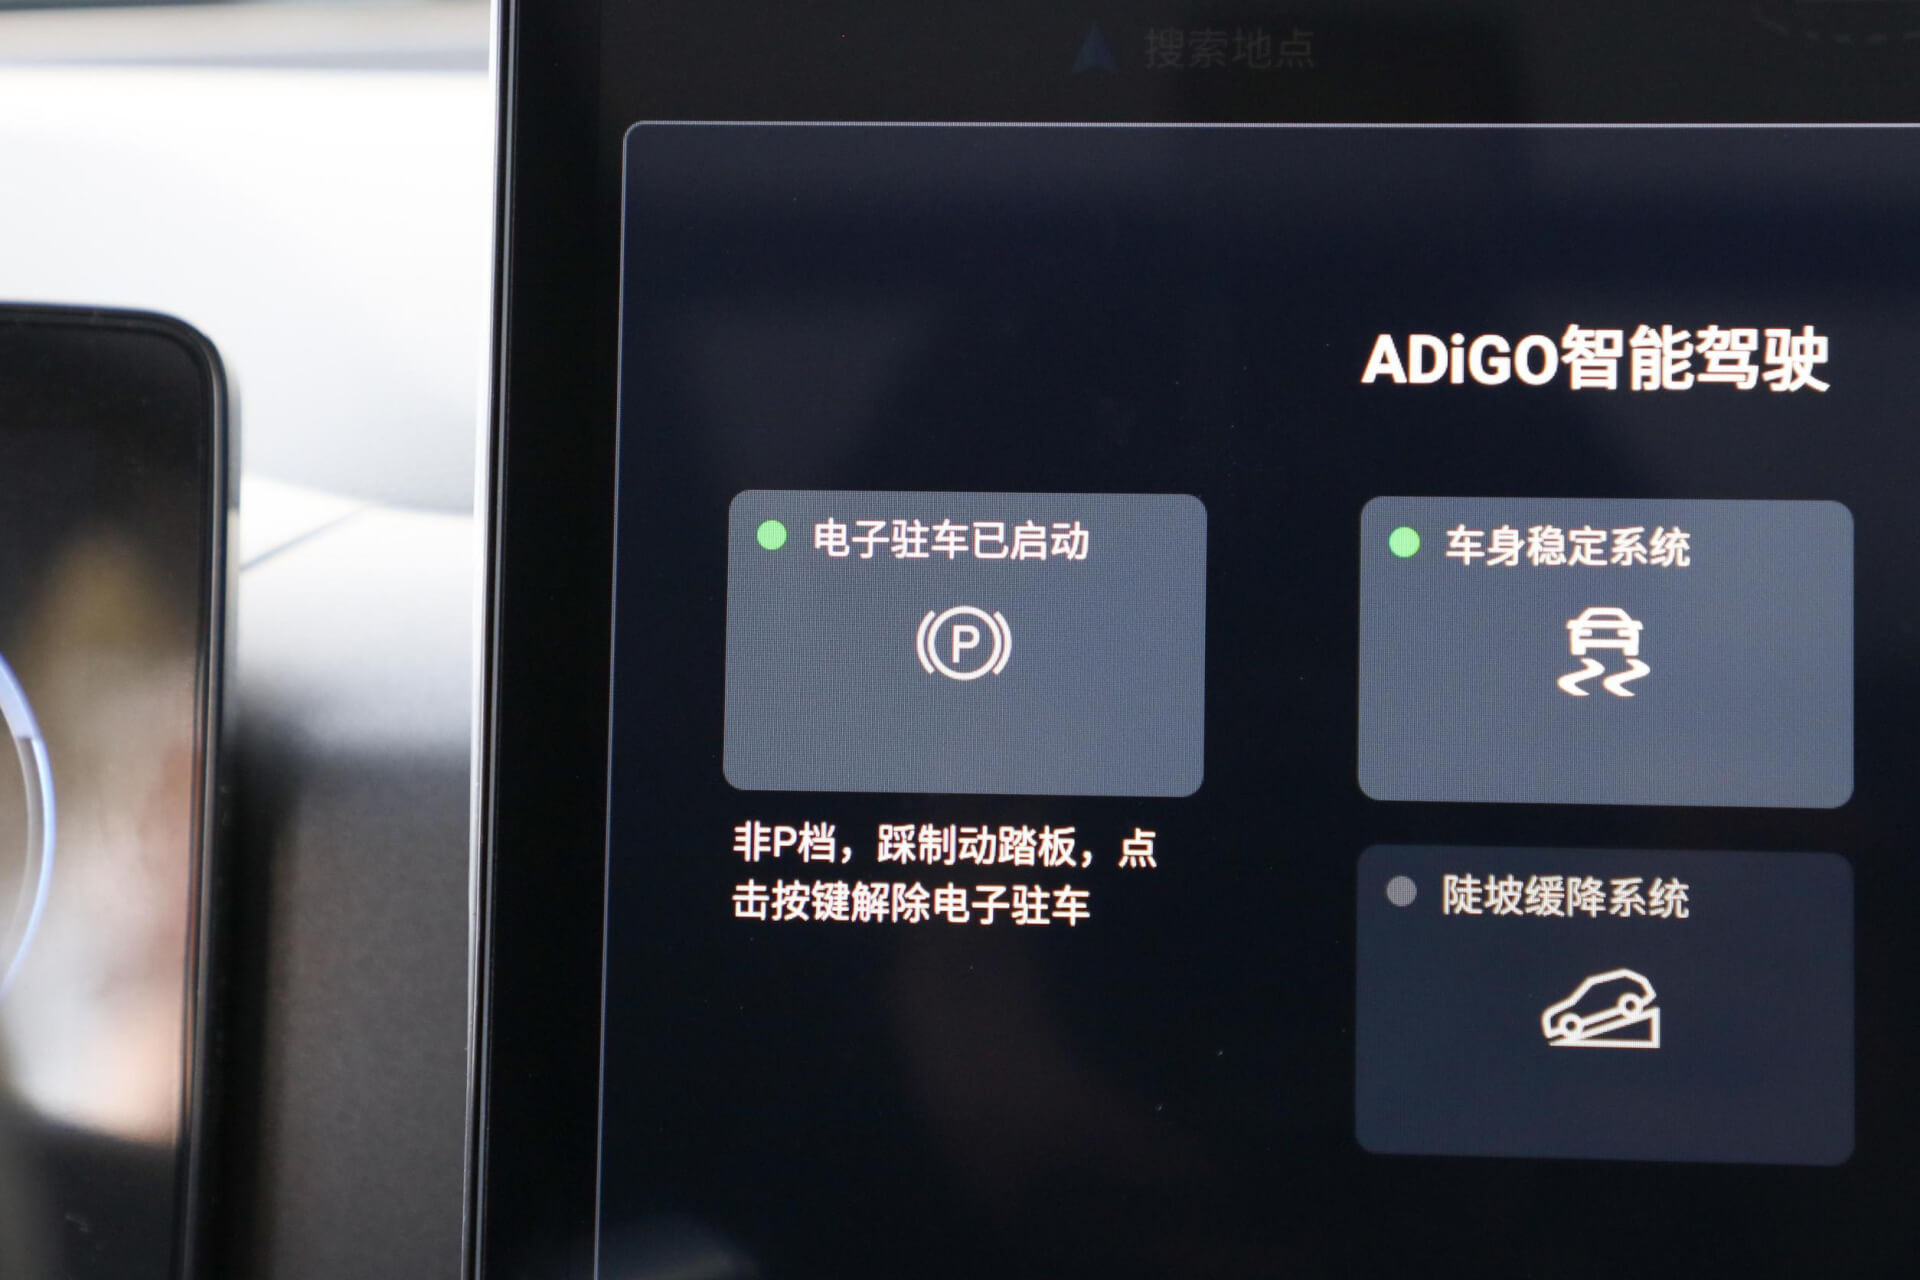 搜索地点
ADiGO智能驾驶
电子驻车已启动
P
非P档，踩制动踏板，点
击按键解除电子驻车
车身稳定系统
陡坡缓降系统